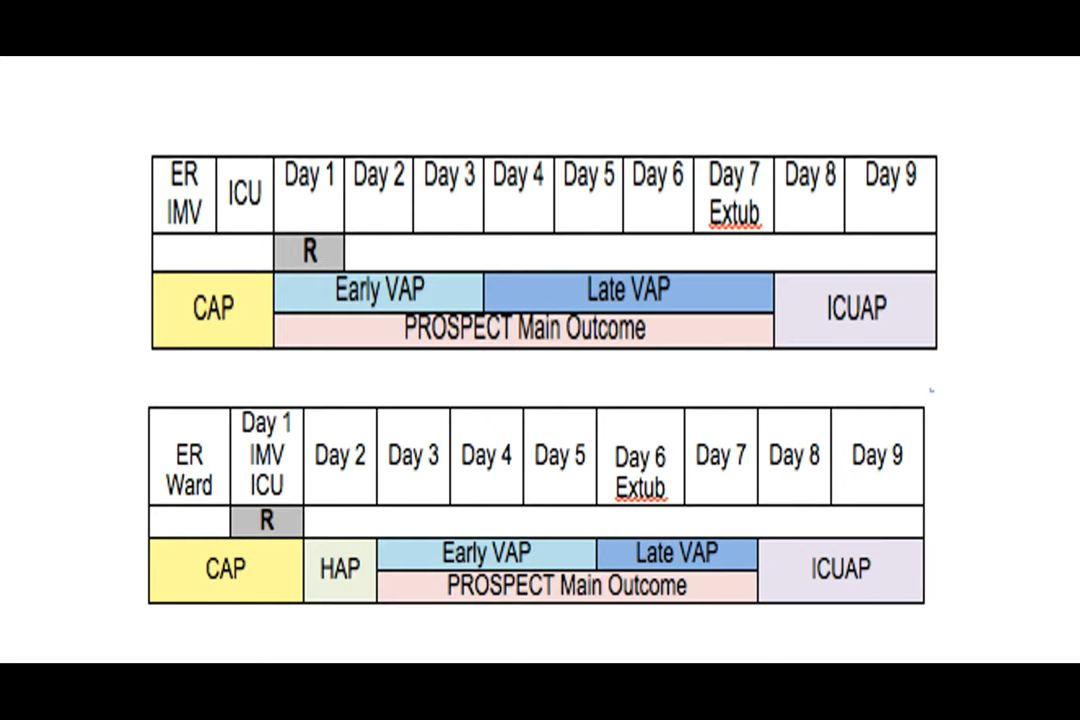 ER IMV ICU Day 1 Day 2 Day 3 Day 4 Day 5 Day 6 Day 7 Extub Day 8 Day 9
R
CAP Early VAP Late VAP ICUAP
PROSPECT Main Outcome
ER Ward Day 1 IMV ICU Day 2 Day 3 Day 4 Day 5 Day 6 Extub Day 7 Day 8 Day 9
R
CAP HAP Early VAP Late VAP ICUAP
PROSPECT Main Outcome